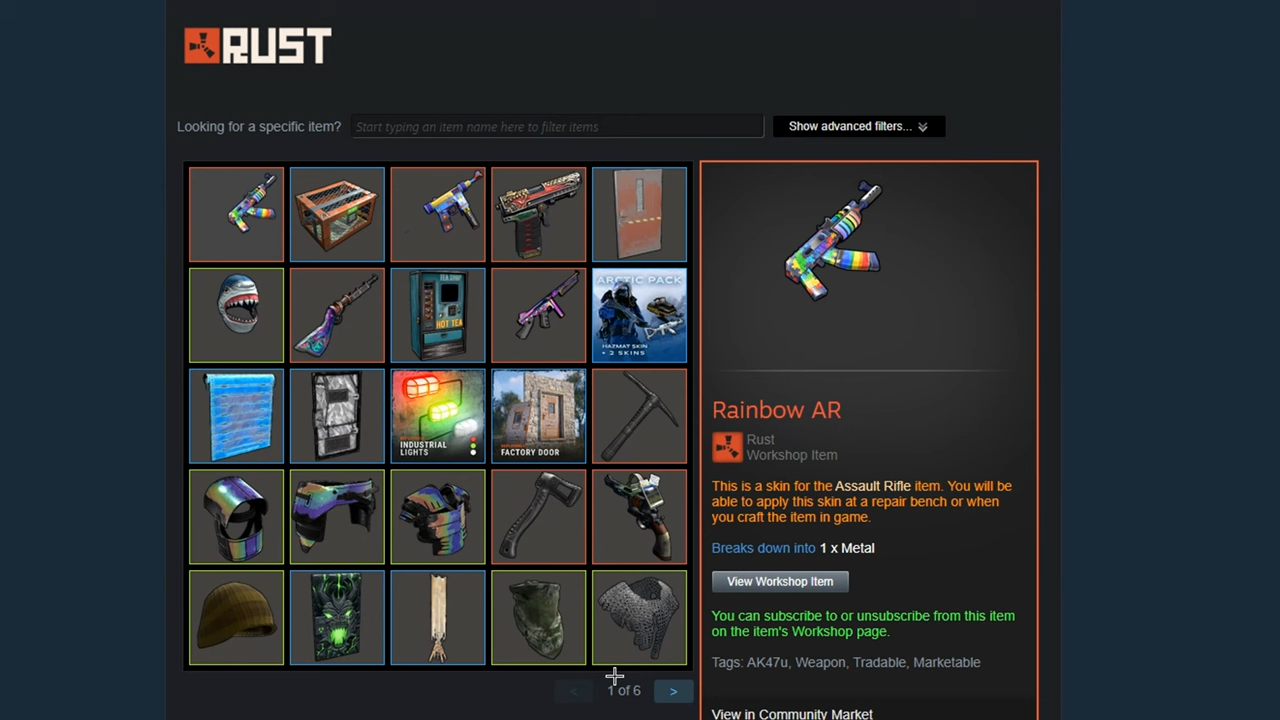 RUST
Looking for a specific item?
Start typing an item name here to filter items
Show advanced filters...
HOT TEA
ARCTIC PACK
HAZMAT SKIN
+ 2 SKINS
INDUSTRIAL
LIGHTS
FACTORY DOOR
< 1 of 6 >
Rainbow AR
Rust
Workshop Item
This is a skin for the Assault Rifle item. You will be
able to apply this skin at a repair bench or when
you craft the item in game.
Breaks down into 1 x Metal
View Workshop Item
You can subscribe to or unsubscribe from this item
on the item's Workshop page.
Tags: AK47u, Weapon, Tradable, Marketable
View in Community Market